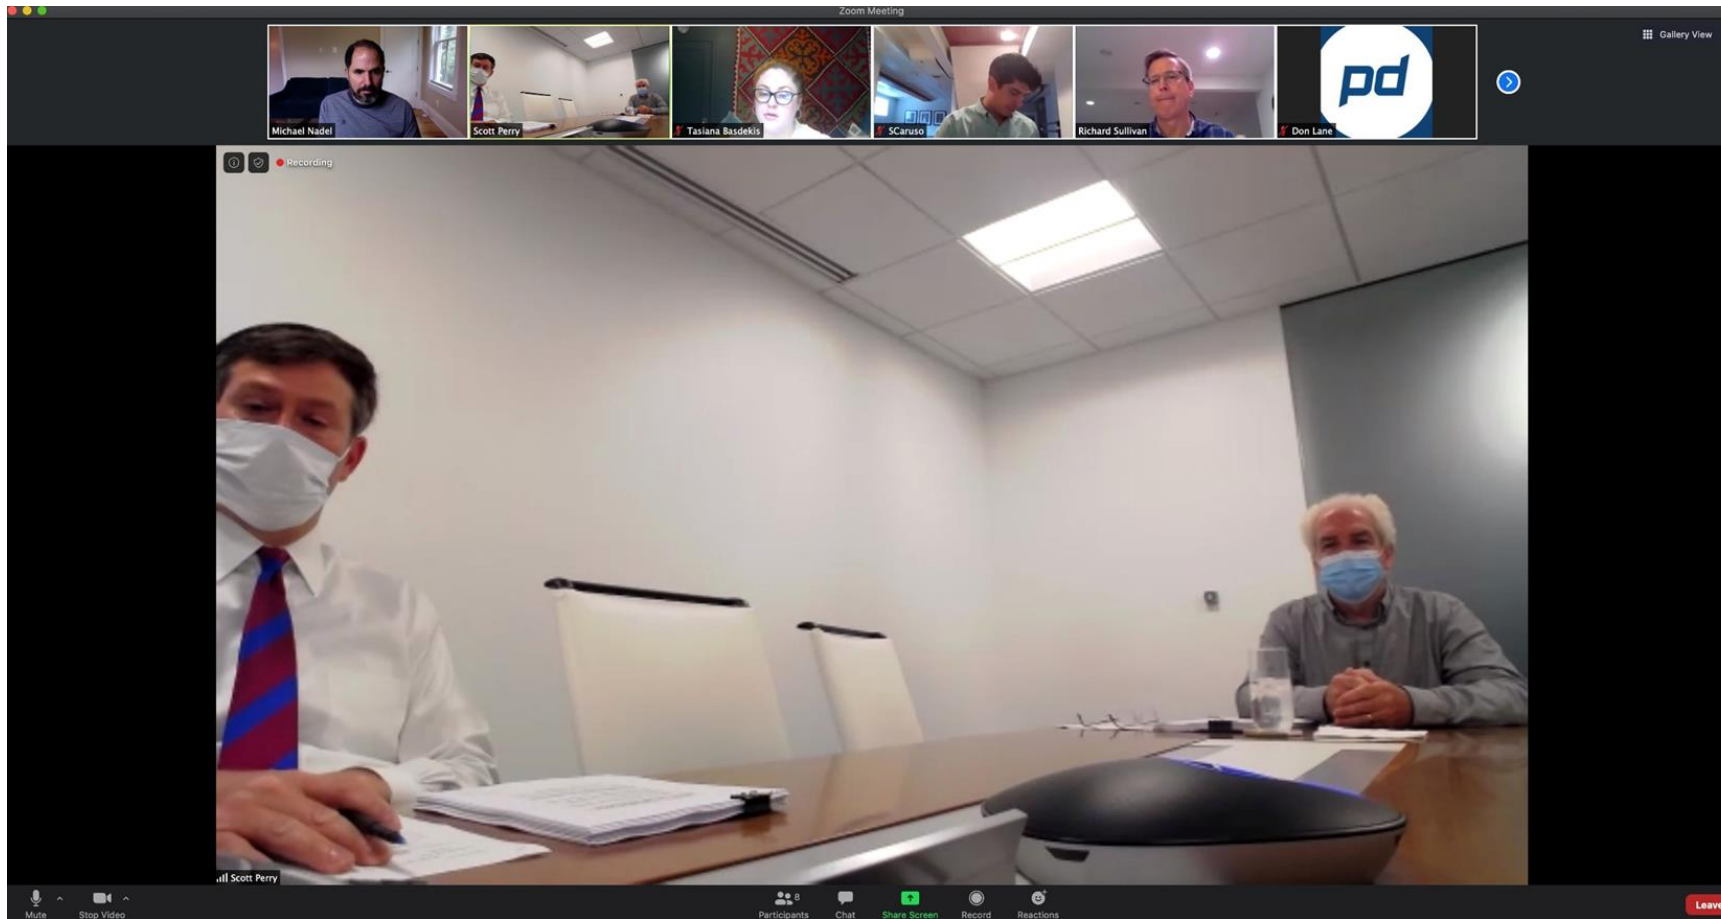 Zoom Meeting
Gallery View
Michael Nadel
Scott Perry
Tasiana Basdekis
SCaruso
Richard Sullivan
pd
Don Lane
Recording
Scott Perry
Mute
Stop Video
8
Participants
Chat
Share Screen
Record
Reactions
Leave